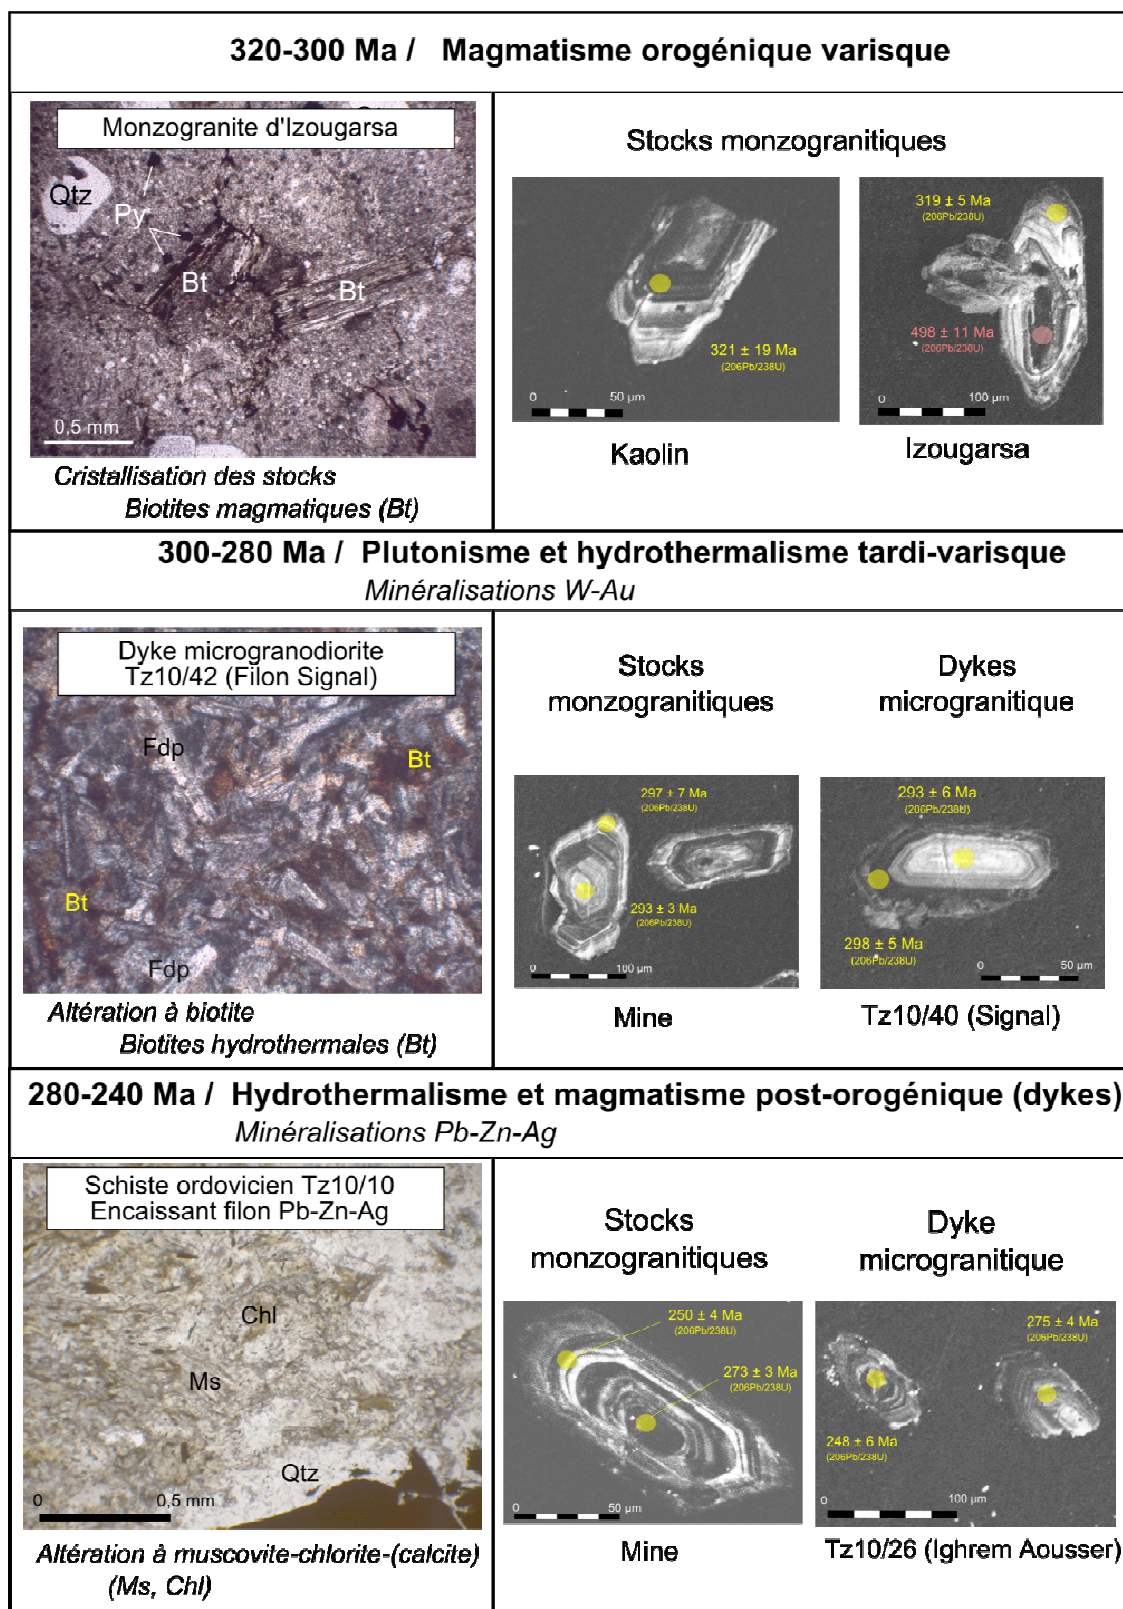 320-300 Ma / Magmatisme orogénique varisque
Monzogranite d'Izougarsa
Qtz
Py
Bt
Bt
0,5 mm
Cristallisation des stocks
Biotites magmatiques (Bt)
Stocks monzogranitiques
321 ± 19 Ma
(206Pb/238U)
0
50 µm
Kaolin
319 ± 5 Ma
(206Pb/238U)
498 ± 11 Ma
(206Pb/238U)
0
100 µm
Izougarsa
300-280 Ma / Plutonisme et hydrothermalisme tardi-varisque
Minéralisations W-Au
Dyke microgranodiorite
Tz10/42 (Filon Signal)
Fdp
Bt
Bt
Fdp
Altération à biotite
Biotites hydrothermales (Bt)
Stocks
monzogranitiques
297 ± 7 Ma
(206Pb/238U)
293 ± 3 Ma
(206Pb/238U)
0
100 µm
Mine
Dykes
microgranitique
293 ± 6 Ma
(206Pb/238U)
298 ± 5 Ma
(206Pb/238U)
0
50 µm
Tz10/40 (Signal)
280-240 Ma / Hydrothermalisme et magmatisme post-orogénique (dykes)
Minéralisations Pb-Zn-Ag
Schiste ordovicien Tz10/10
Encaissant filon Pb-Zn-Ag
Chl
Ms
Qtz
0
0,5 mm
Altération à muscovite-chlorite-(calcite)
(Ms, Chl)
Stocks
monzogranitiques
250 ± 4 Ma
(206Pb/238U)
273 ± 3 Ma
(206Pb/238U)
0
50 µm
Mine
Dyke
microgranitique
275 ± 4 Ma
(206Pb/238U)
248 ± 6 Ma
(206Pb/238U)
0
100 µm
Tz10/26 (Ighrem Aousser)